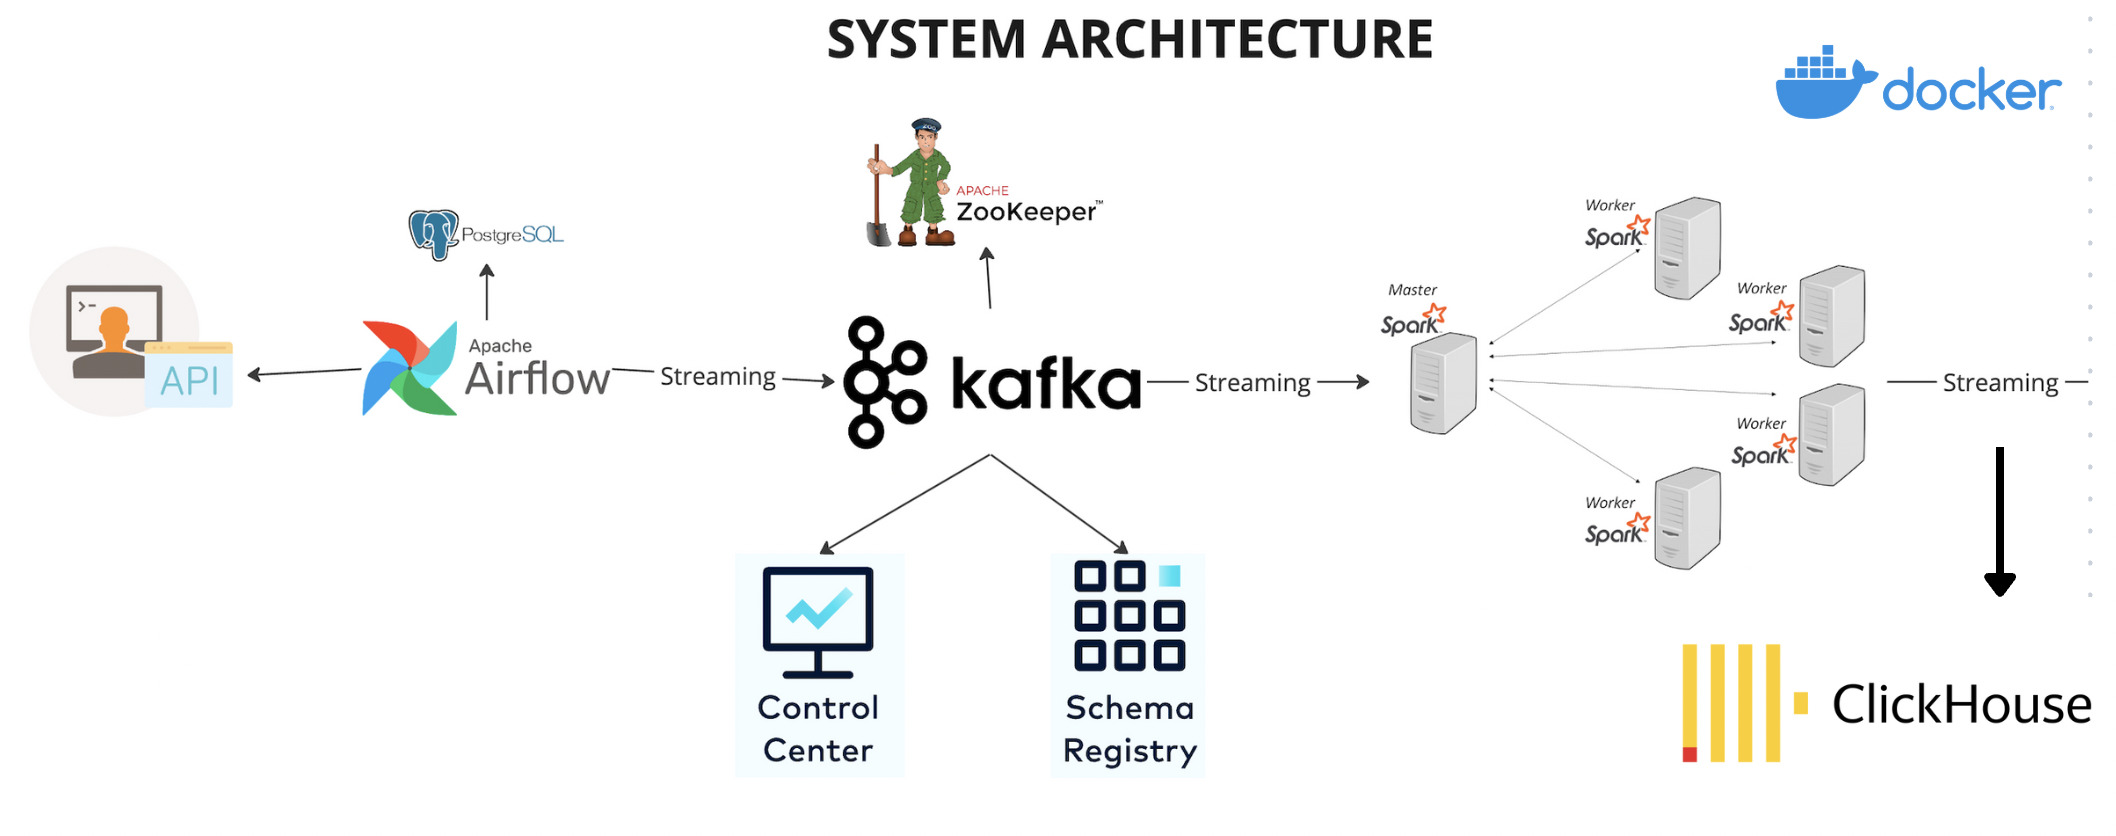 SYSTEM ARCHITECTURE
docker
ZOO
APACHE
ZooKeeper™
PostgreSQL
>-
API
Apache
Airflow
Streaming
kafka
Streaming
Master
Spark
Worker
Spark
Worker
Spark
Worker
Spark
Worker
Spark
Streaming
Control
Center
Schema
Registry
ClickHouse